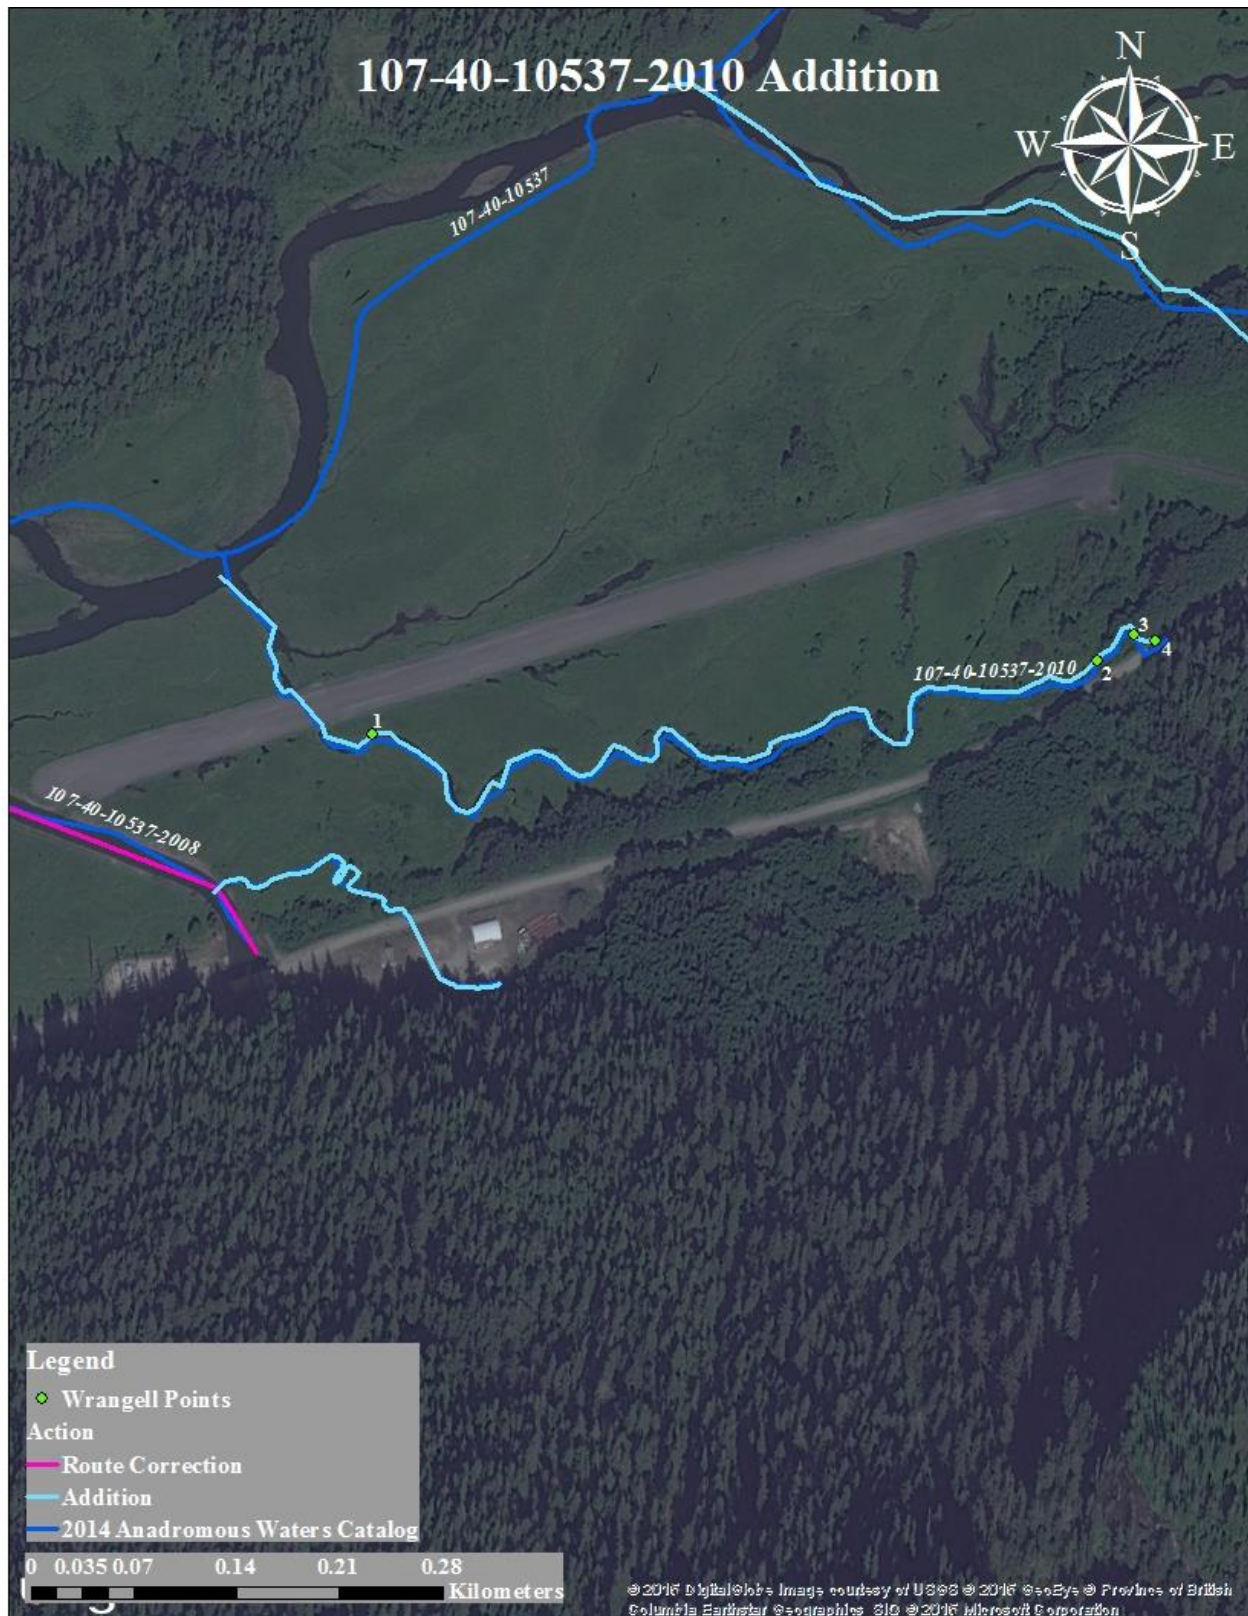 107-40-10537-2010 Addition
N
W
E
S
107-40-10537
3
4
2
107-40-10537-2010
1
107-40-10537-2008
Legend
Wrangell Points
Action
Route Correction
Addition
2014 Anadromous Waters Catalog
0 0.035 0.07 0.14 0.21 0.28
Kilometers
Image courtesy of USGS © 2016 GeoEye © Province of British
Columbia Earthstar Geographics SIO © 2016 Microsoft Corporation